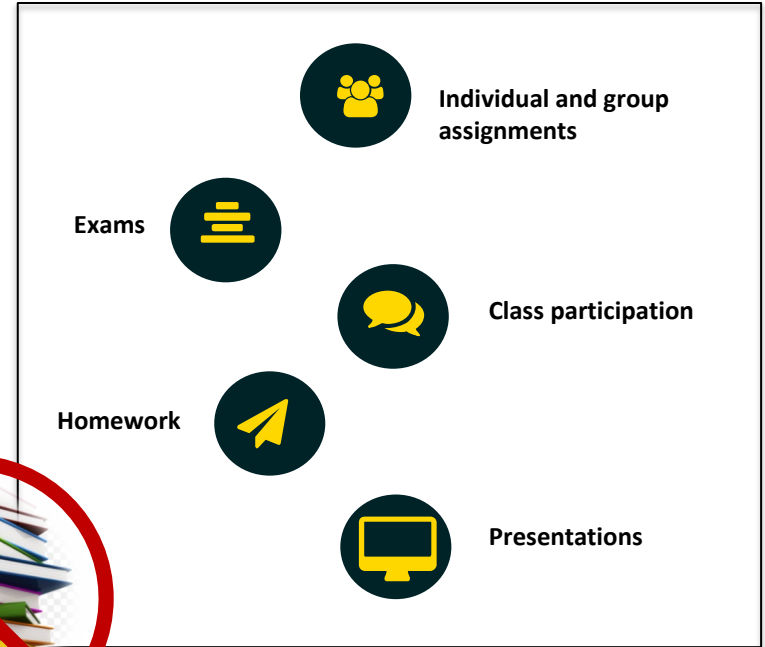 Individual and group
assignments
Exams
Class participation
Homework
Presentations